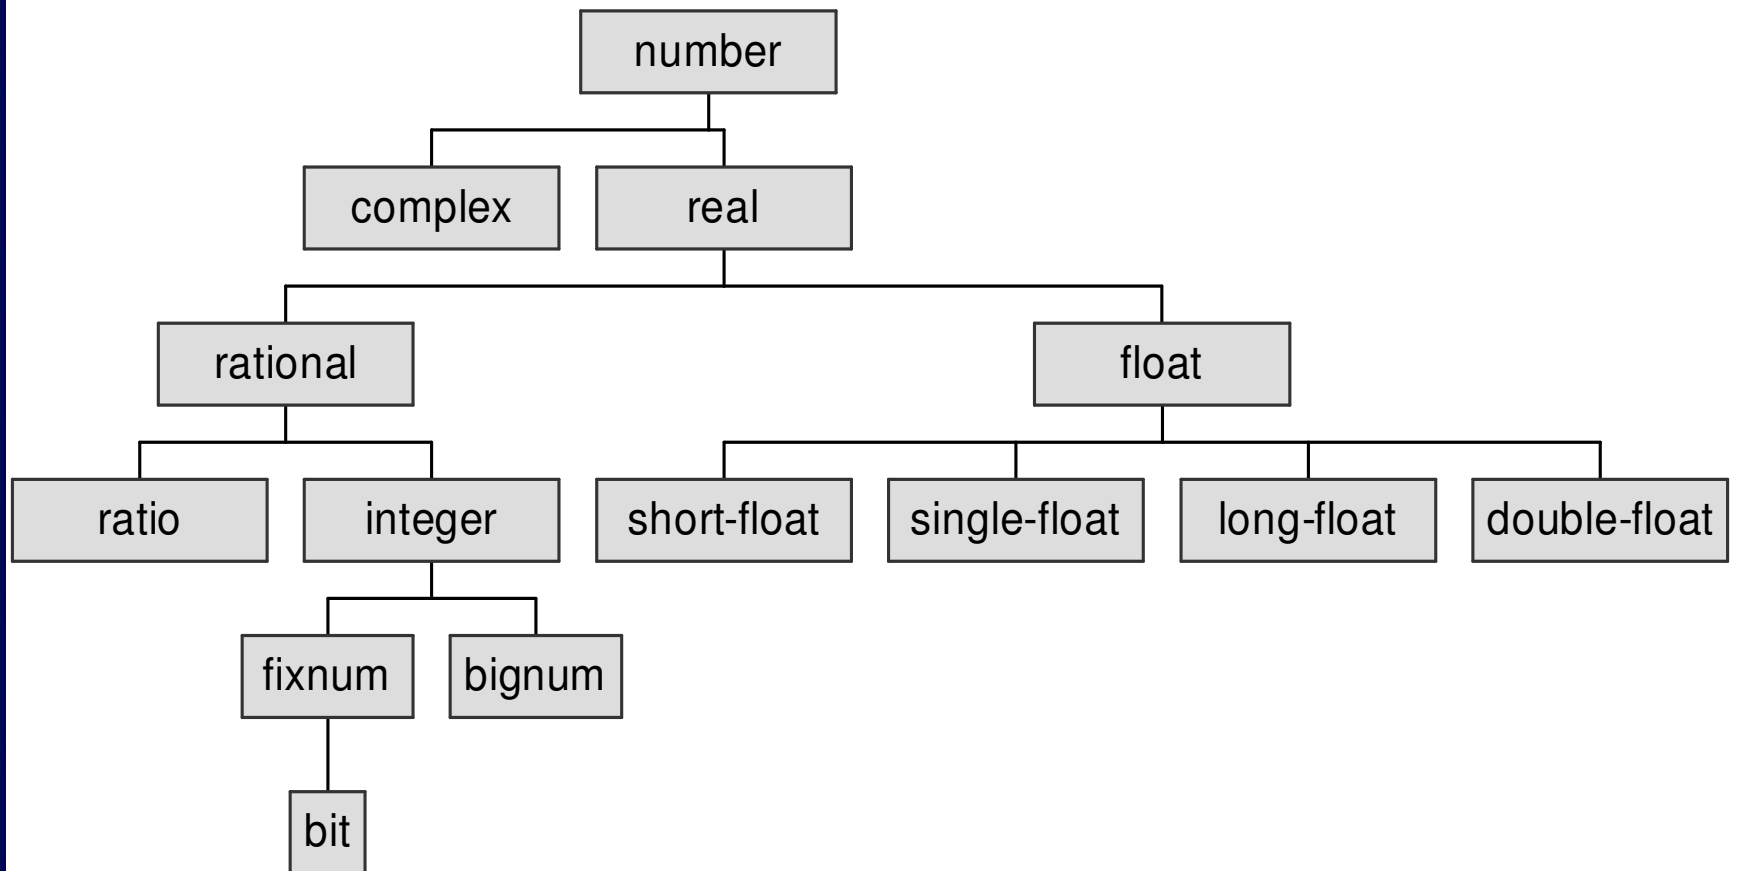 number
complex
real
rational
float
ratio
integer
short-float
single-float
long-float
double-float
fixnum
bignum
bit